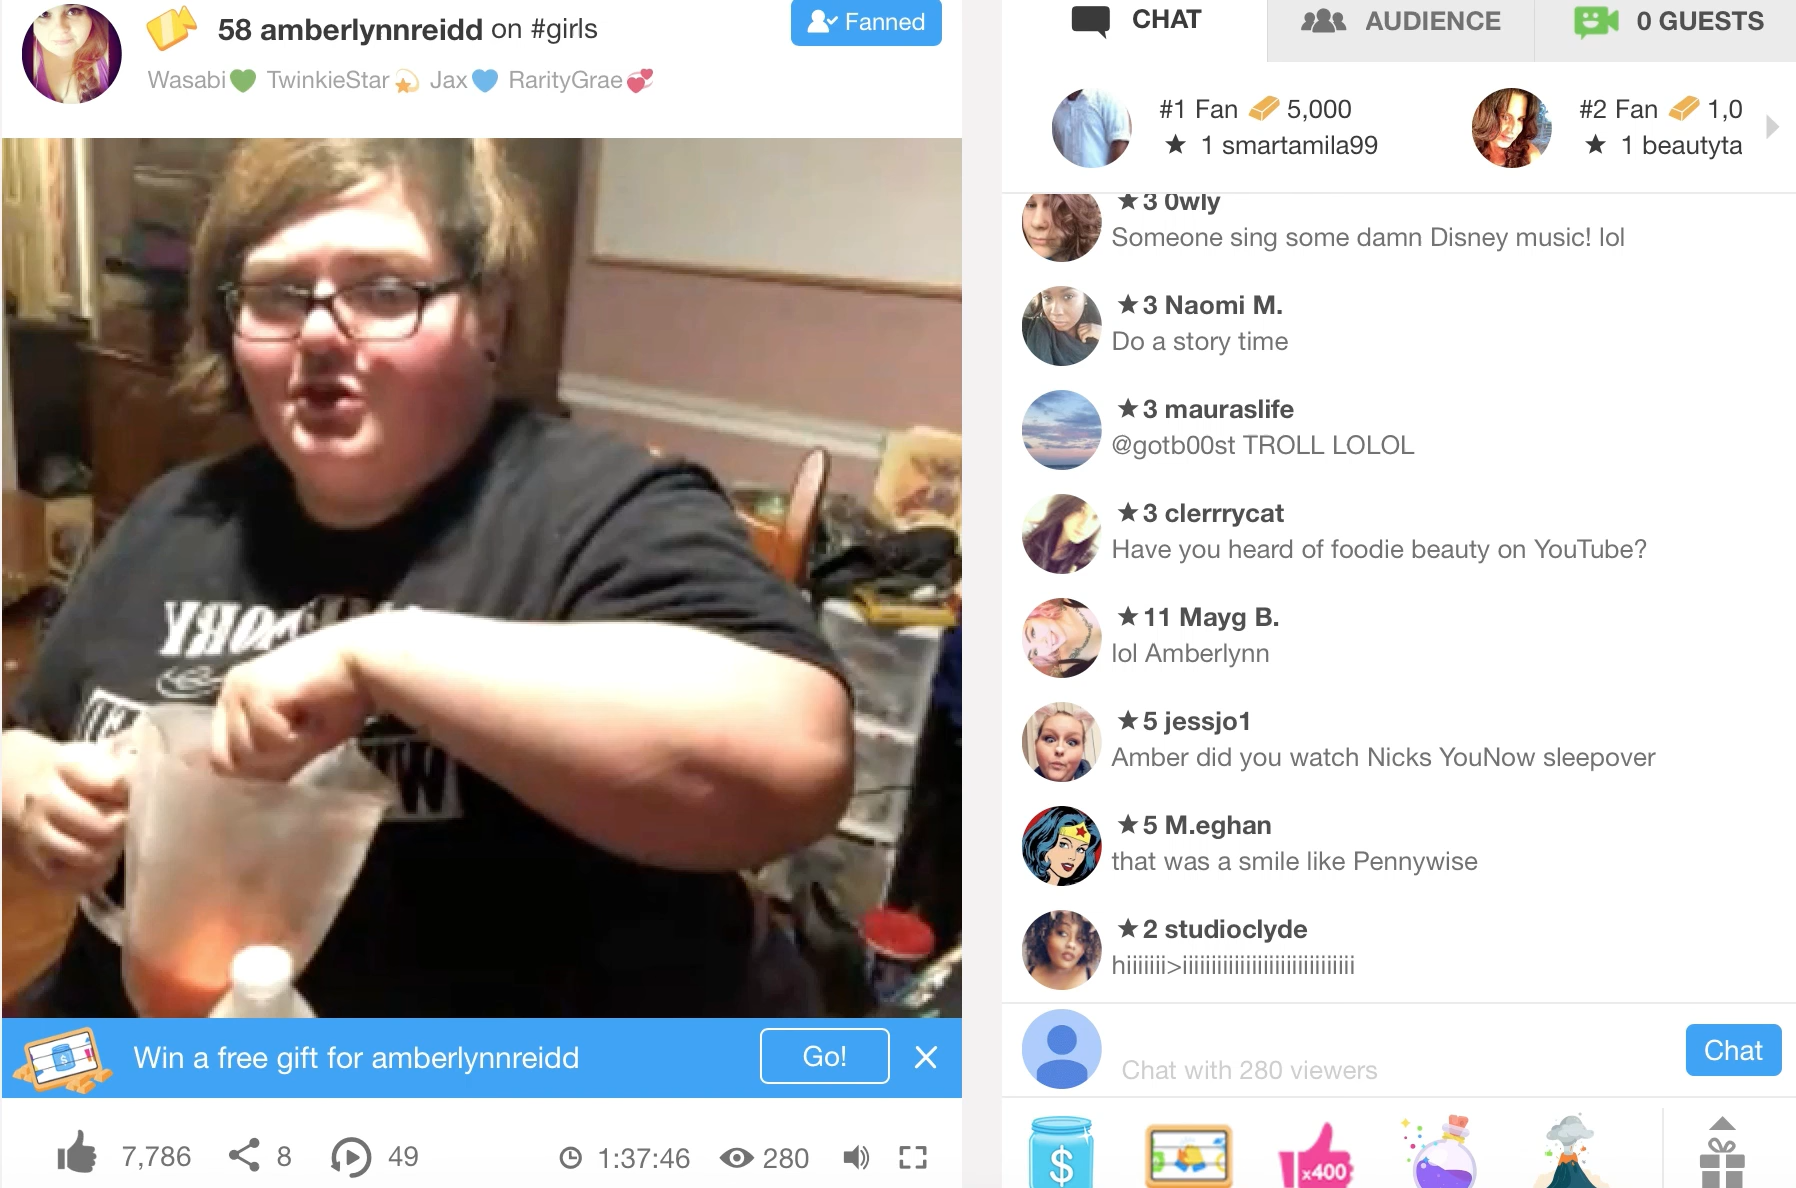 58 amberlynnreidd on #girls
Fanned
Wasabi💚 TwinkieStar💫 Jax💙 RarityGrae💞
CHAT
AUDIENCE
0 GUESTS
#1 Fan 5,000
★ 1 smartamila99
#2 Fan 1,0
★ 1 beautyta
★3 0wly
Someone sing some damn Disney music! lol
★3 Naomi M.
Do a story time
★3 mauraslife
@gotb00st TROLL LOLOL
★3 clerrrycat
Have you heard of foodie beauty on YouTube?
★11 Mayg B.
lol Amberlynn
★5 jessjo1
Amber did you watch Nicks YouNow sleepover
★5 M.eghan
that was a smile like Pennywise
★2 studioclyde
hiiiiiii>iiiiiiiiiiiiiiiiiiiiiiiiiiiiii
Win a free gift for amberlynnreidd
Go!
Chat with 280 viewers
Chat
7,786
8
49
1:37:46
280
$
x400